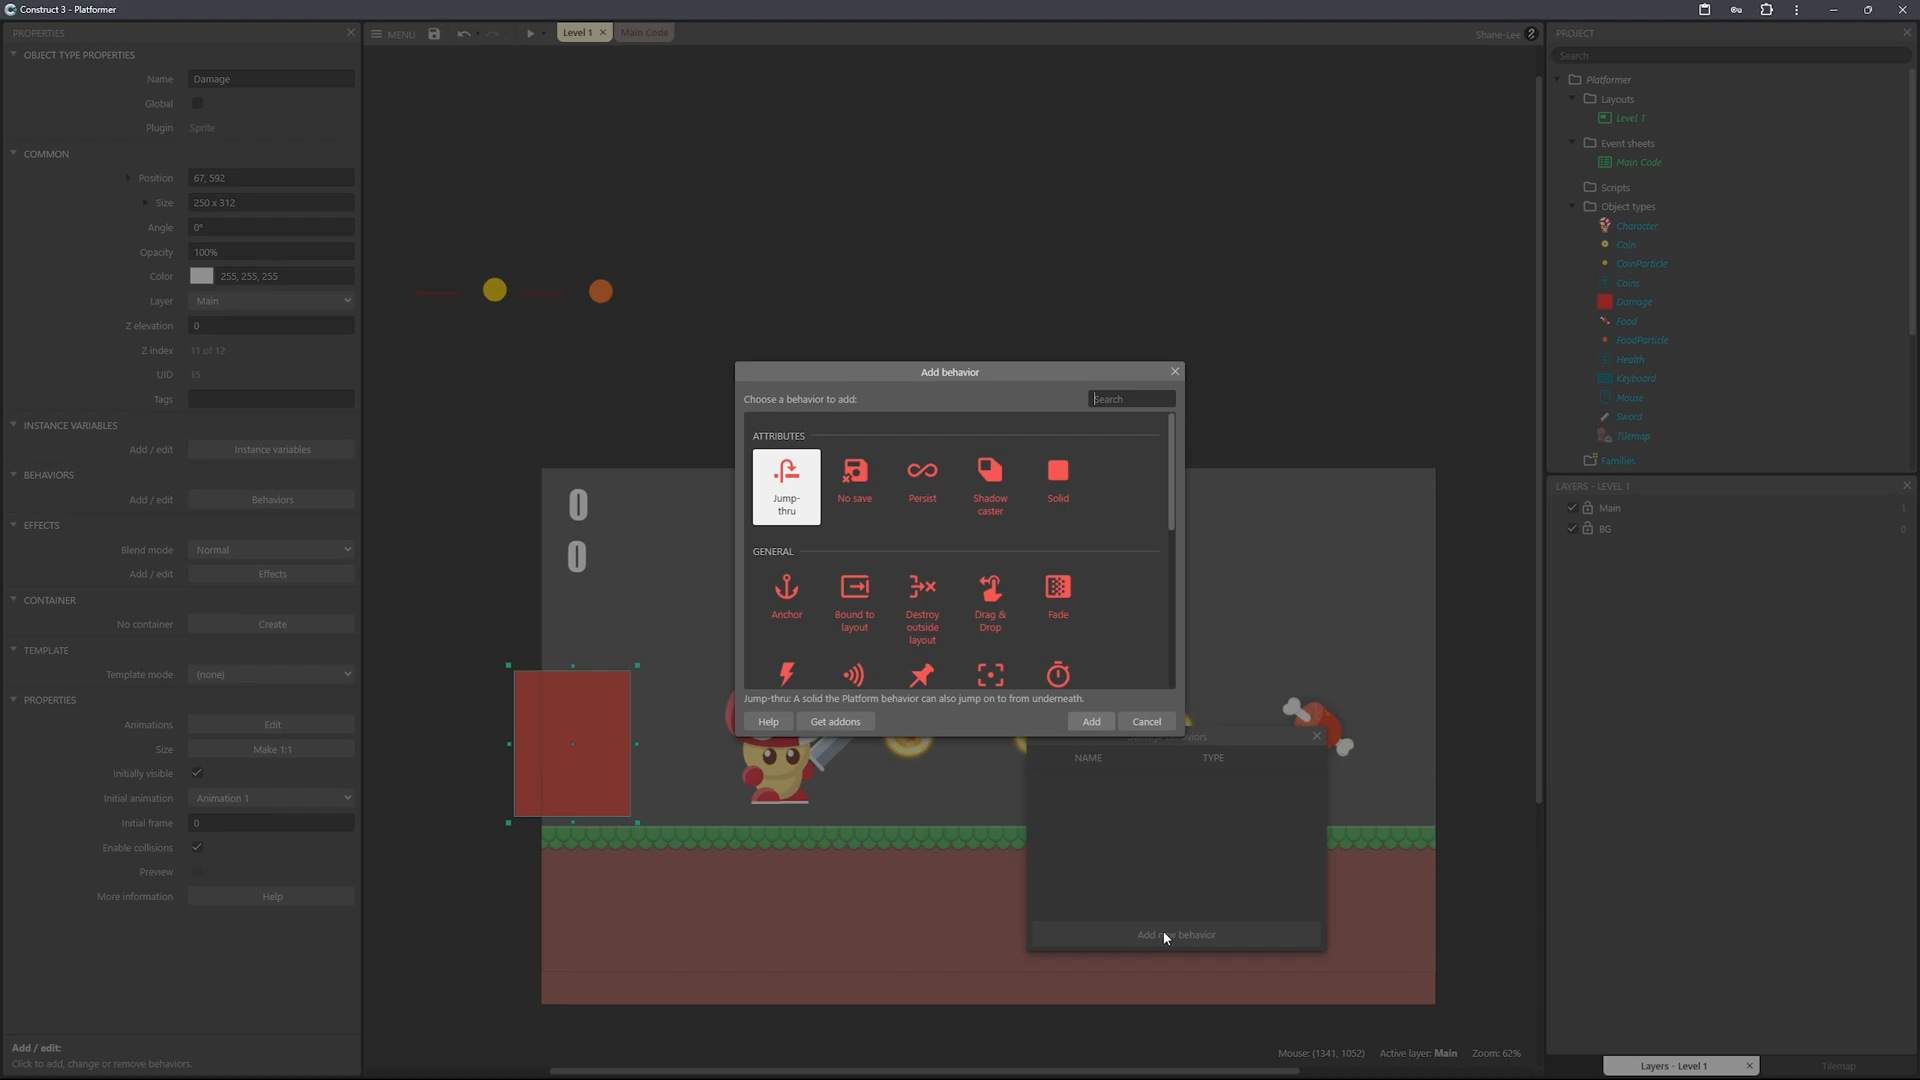 Construct 3 - Platformer
PROPERTIES
OBJECT TYPE PROPERTIES
Name Damage
Global
Plugin Sprite
COMMON
Position 67, 592
Size 250 x 312
Angle 0°
Opacity 100%
Color 255, 255, 255
Layer Main
Z elevation 0
Z index 11 of 12
UID 15
Tags
INSTANCE VARIABLES
Add / edit Instance variables
BEHAVIORS
Add / edit Behaviors
EFFECTS
Blend mode Normal
Add / edit Effects
CONTAINER
No container Create
TEMPLATE
Template mode (none)
PROPERTIES
Animations Edit
Size Make 1:1
Initially visible
Initial animation Animation 1
Initial frame 0
Enable collisions
Preview
More information Help
Add / edit:
Click to add, change or remove behaviors.
MENU
Level 1
Main Code
Shane-Lee
0
0
Add behavior
Choose a behavior to add:
Search
ATTRIBUTES
Jump-thru
No save
Persist
Shadow caster
Solid
GENERAL
Anchor
Bound to layout
Destroy outside layout
Drag & Drop
Fade
Jump-thru: A solid the Platform behavior can also jump on to from underneath.
Help Get addons Add Cancel
NAME TYPE
Add new behavior
Mouse: (1341, 1052) Active layer: Main Zoom: 62%
PROJECT
Search
Platformer
Layouts
Level 1
Event sheets
Main Code
Scripts
Object types
Character
Coin
CoinParticle
Coins
Damage
Food
FoodParticle
Health
Keyboard
Mouse
Sword
Tilemap
Families
LAYERS - LEVEL 1
Main 1
BG 0
Layers - Level 1
Tilemap